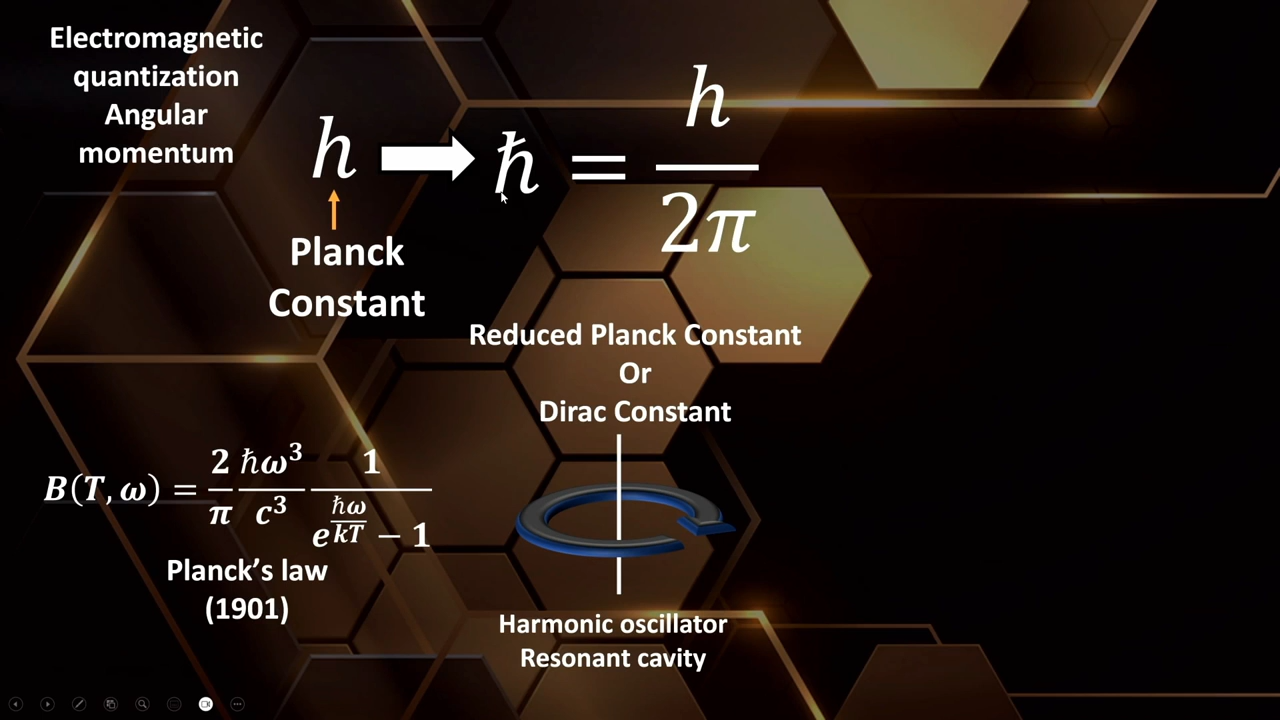 Electromagnetic
quantization
Angular
momentum
h
ħ = h / 2π
Planck
Constant
Reduced Planck Constant
Or
Dirac Constant
B(T, ω) = 2/π ħω³/c³ 1/(e^(ħω/kT) − 1)
Planck's law
(1901)
Harmonic oscillator
Resonant cavity